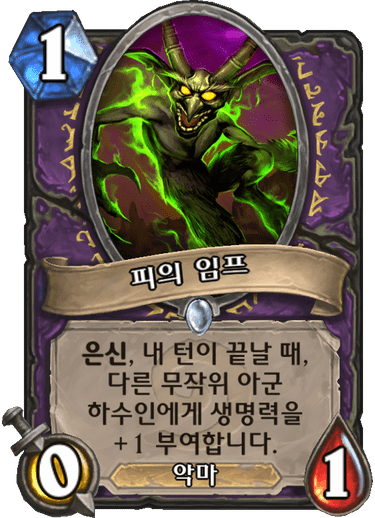 1
피의 임프
은신, 내 턴이 끝날 때,
다른 무작위 아군
하수인에게 생명력을
+1 부여합니다.
악마
0
1